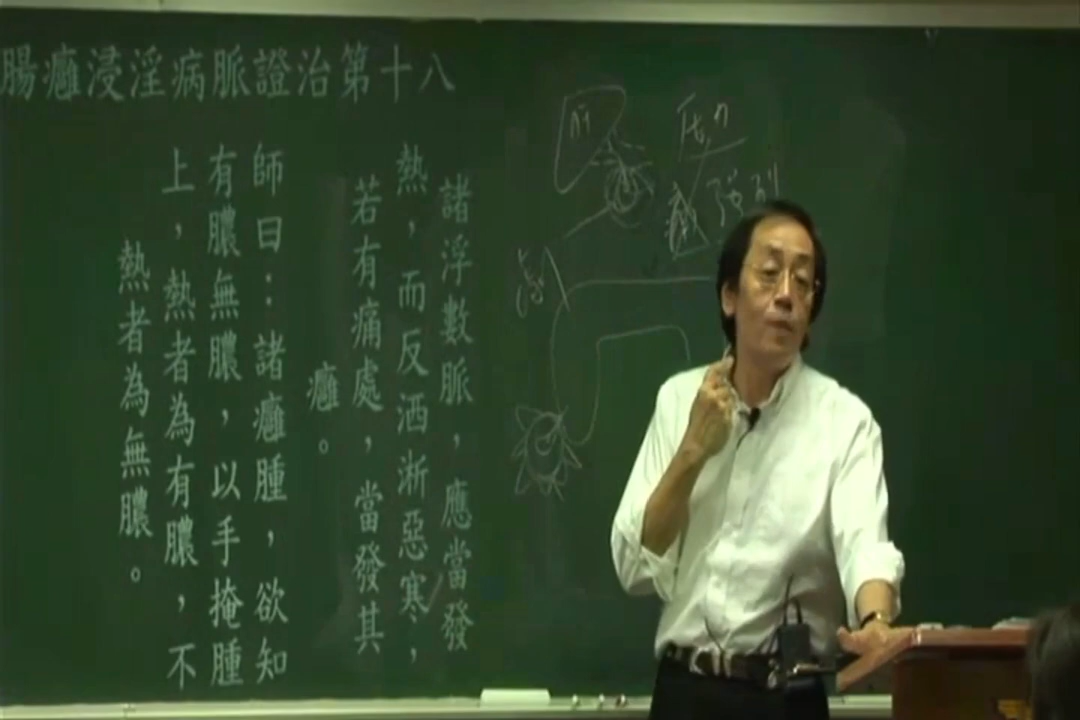 腸癰浸淫病脈證治第十八
諸浮數脈，應當發
熱，而反洒淅惡寒，
若有痛處，當發其
癰。
師曰：諸癰腫，欲知
有膿無膿，以手掩腫
上，熱者為有膿，不
熱者為無膿。
肝
強烈